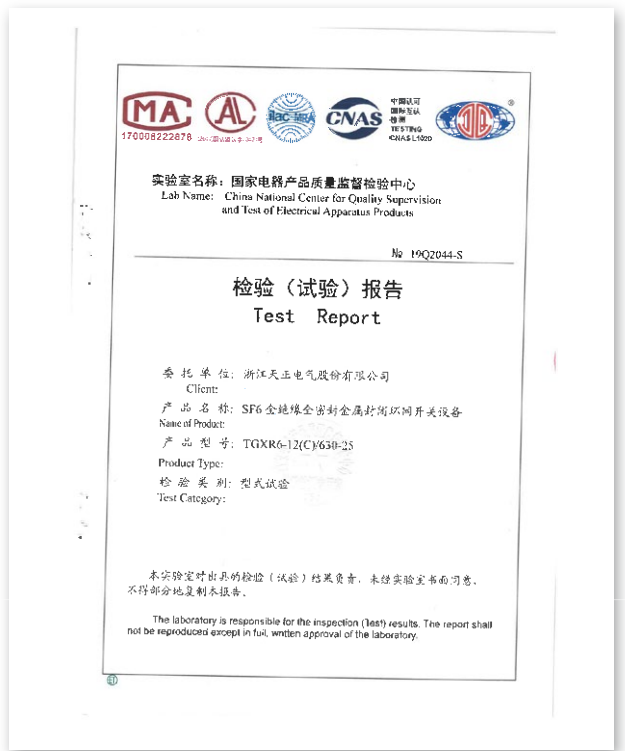 MA
170008222878
AL
ilac-MRA
CNAS
中国认可
国际互认
检测
TESTING
CNAS L1020
®
实验室名称：国家电器产品质量监督检验中心
Lab Name: China National Center for Quality Supervision
and Test of Electrical Apparatus Products
№ 19Q2044-S
检验（试验）报告
Test Report
委托单位：浙江天正电气股份有限公司
Client:
产品名称：SF6全绝缘全密封金属封闭环网开关设备
Name of Product:
产品型号：TGXR6-12(C)/630-25
Product Type:
检验类别：型式试验
Test Category:
本实验室对出具的检验（试验）结果负责，未经实验室书面同意，
不得部分地复制本报告。
The laboratory is responsible for the inspection (Test) results. The report shall
not be reproduced except in full, written approval of the laboratory.